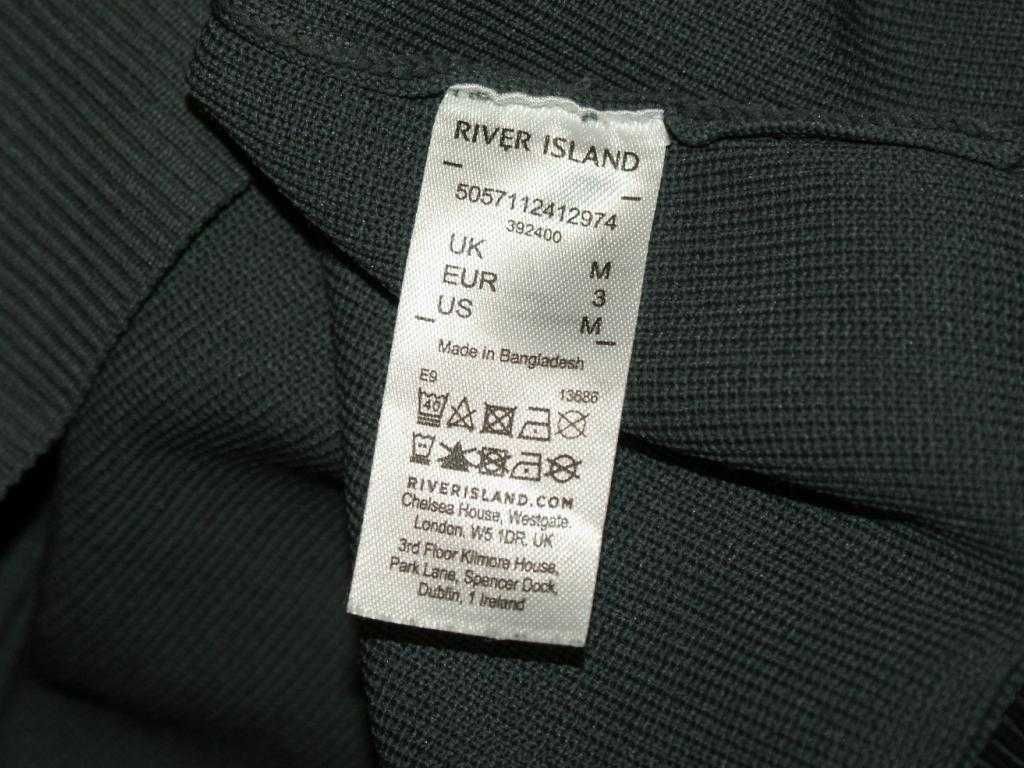 RIVER ISLAND
5057112412974
392400
UK M
EUR 3
US M
Made in Bangladesh
E9 13686
40
RIVERISLAND.COM
Chelsea House, Westgate,
London, W5 1DR, UK
3rd Floor Kilmore House,
Park Lane, Spencer Dock,
Dublin, 1 Ireland